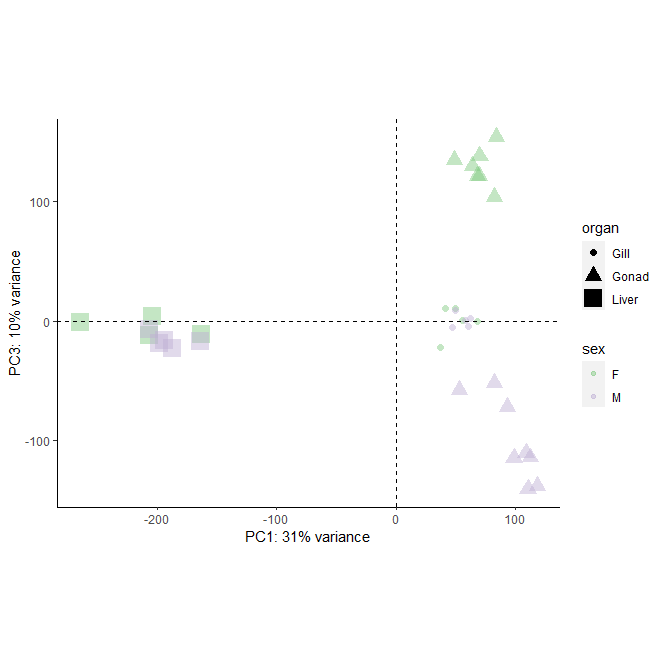 100
0
-100
PC3: 10% variance
-200
-100
0
100
PC1: 31% variance
organ
Gill
Gonad
Liver
sex
F
M